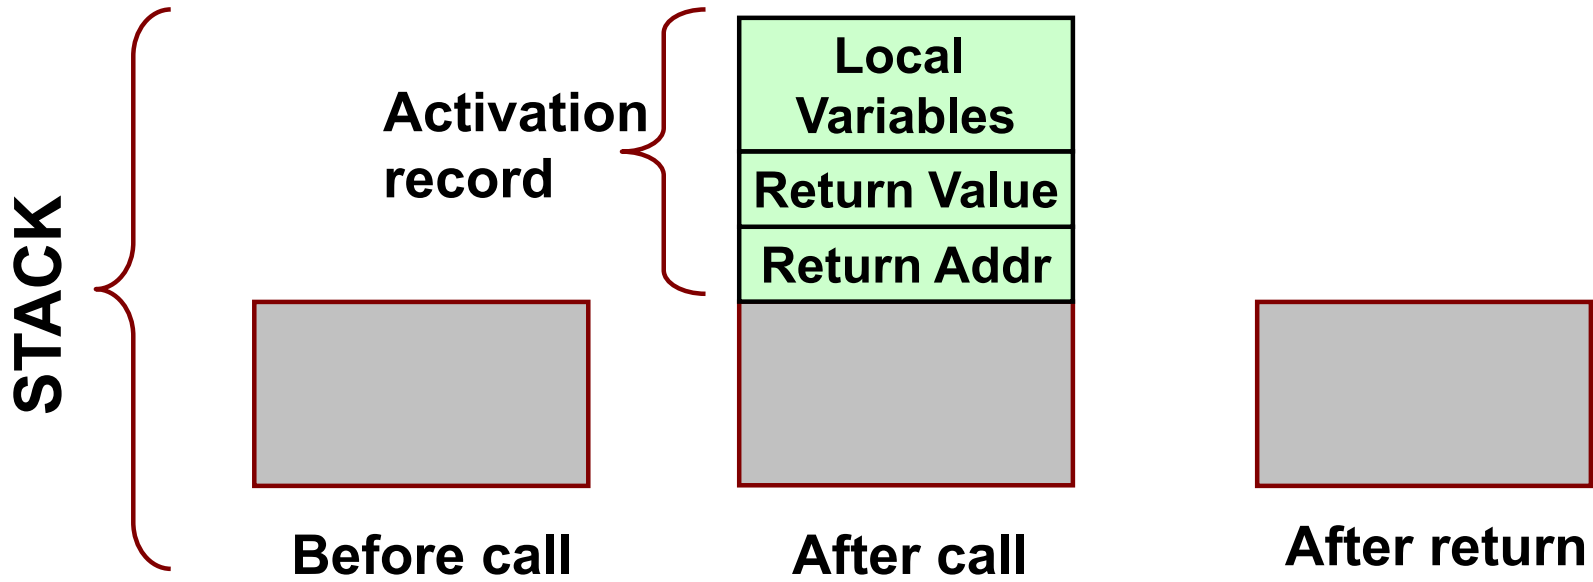 STACK
Activation
record
Local
Variables
Return Value
Return Addr
Before call
After call
After return